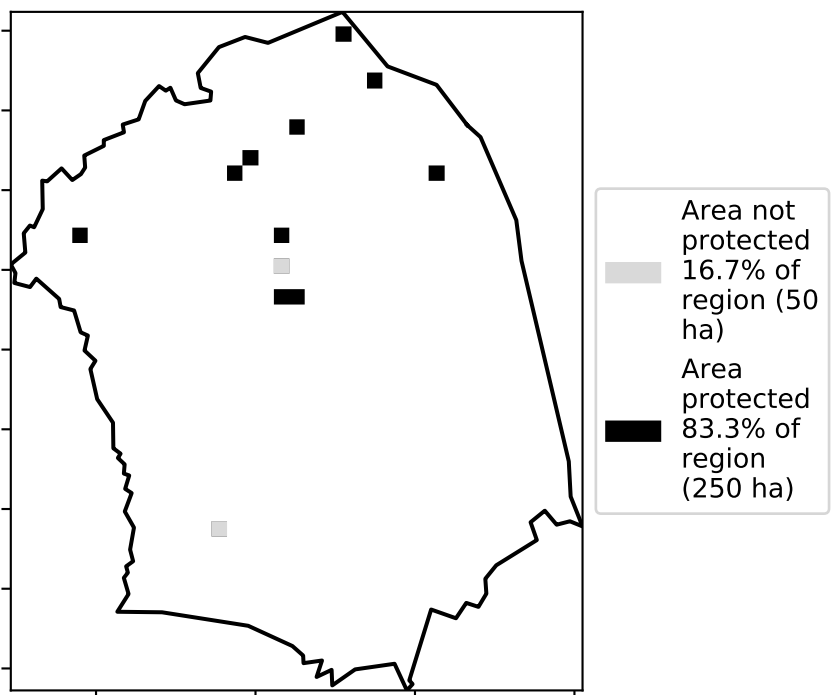 Area not
protected
16.7% of
region (50
ha)
Area
protected
83.3% of
region
(250 ha)